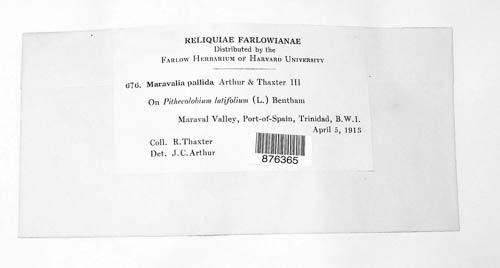 RELIQUIAE FARLOWIANAE
Distributed by the
FARLOW HERBARIUM OF HARVARD UNIVERSITY
676. Maravalia pallida Arthur & Thaxter III
On Pithecolobium latifolium (L.) Bentham
Maraval Valley, Port-of-Spain, Trinidad, B.W.I.
April 5, 1913
Coll. R. Thaxter
Det. J. C. Arthur
876365